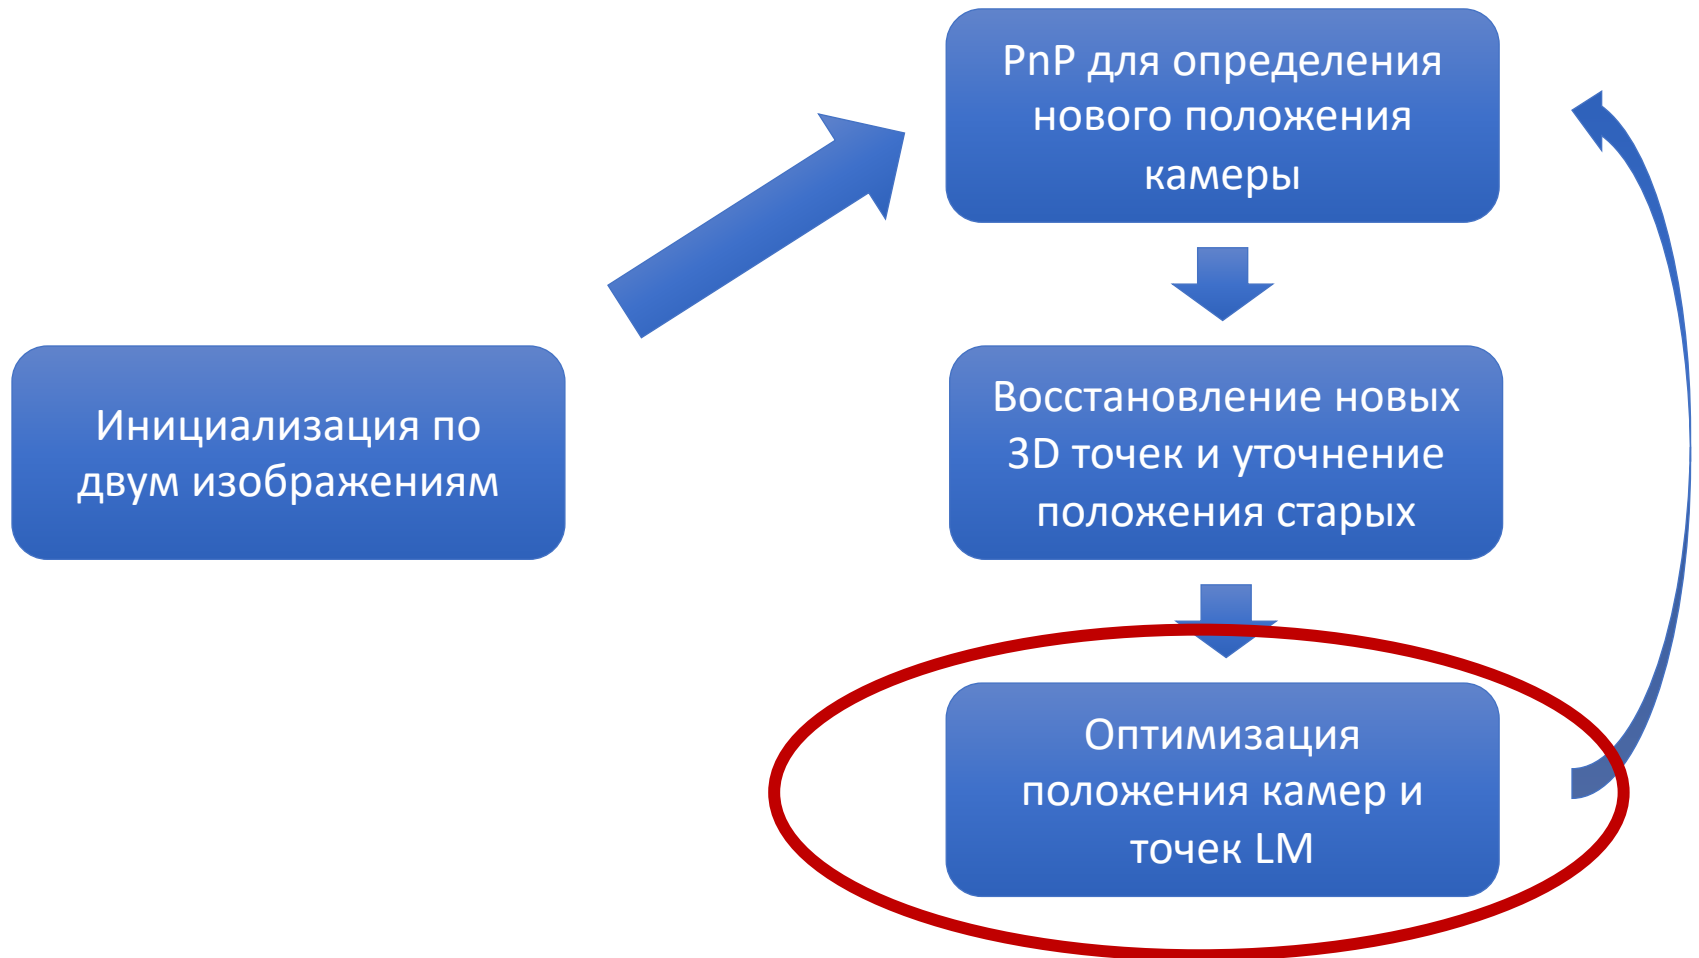 PnP для определения
нового положения
камеры
Инициализация по
двум изображениям
Восстановление новых
3D точек и уточнение
положения старых
Оптимизация
положения камер и
точек LM